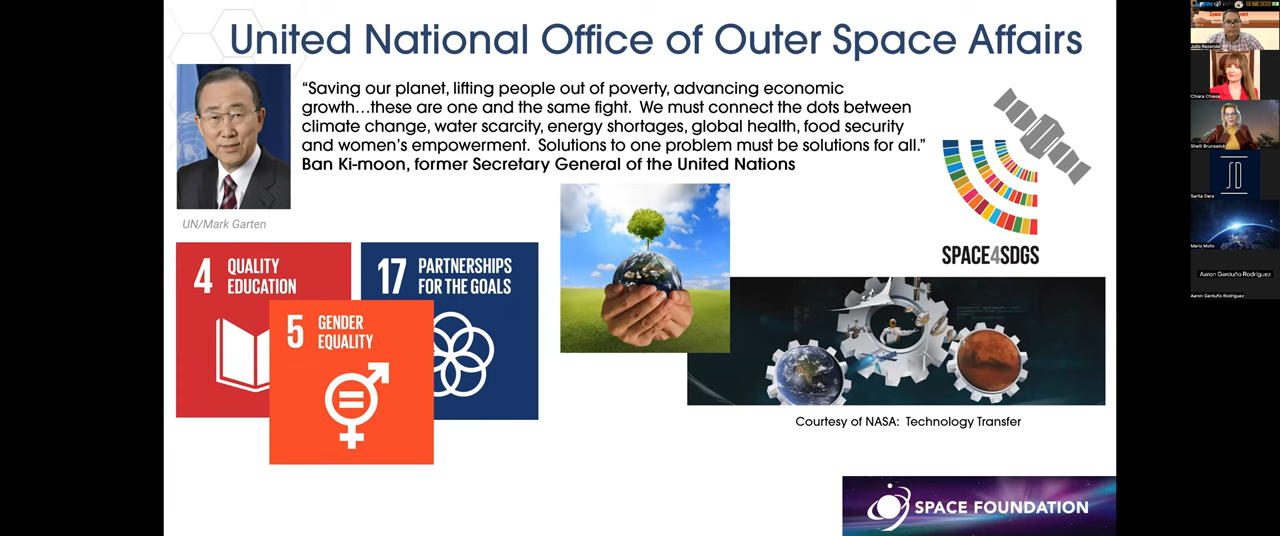 United National Office of Outer Space Affairs
“Saving our planet, lifting people out of poverty, advancing economic
growth…these are one and the same fight. We must connect the dots between
climate change, water scarcity, energy shortages, global health, food security
and women’s empowerment. Solutions to one problem must be solutions for all.”
Ban Ki-moon, former Secretary General of the United Nations
UN/Mark Garten
4 QUALITY
EDUCATION
17 PARTNERSHIPS
FOR THE GOALS
5 GENDER
EQUALITY
SPACE4SDGS
Courtesy of NASA: Technology Transfer
SPACE FOUNDATION
Julio Rezende
Chiara Chiesa
Shelli Brunswick
SD
Sarita Dara
Mario Mollo
Aaron Garduño Rodríguez
Aaron Garduño Rodríguez